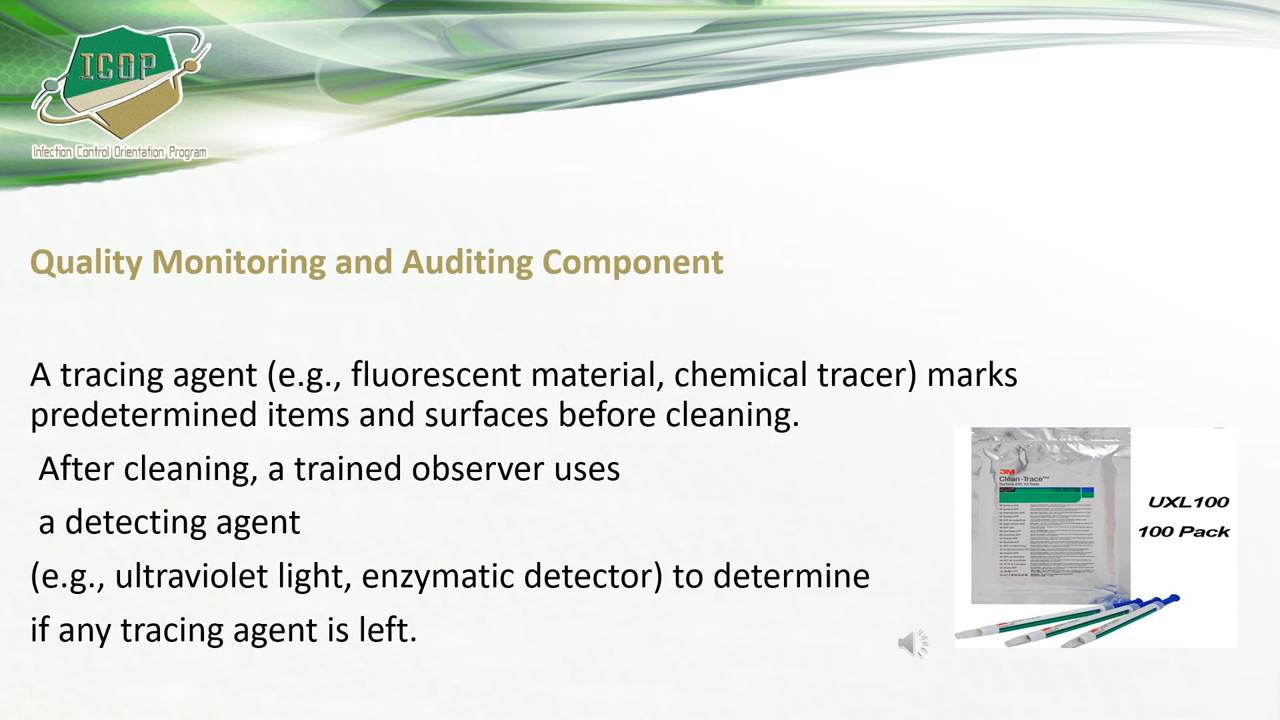 ICOP
Infection Control Orientation Program
Quality Monitoring and Auditing Component
A tracing agent (e.g., fluorescent material, chemical tracer) marks
predetermined items and surfaces before cleaning.
After cleaning, a trained observer uses
a detecting agent
(e.g., ultraviolet light, enzymatic detector) to determine
if any tracing agent is left.
3M
Clean-Trace™
UXL100
100 Pack